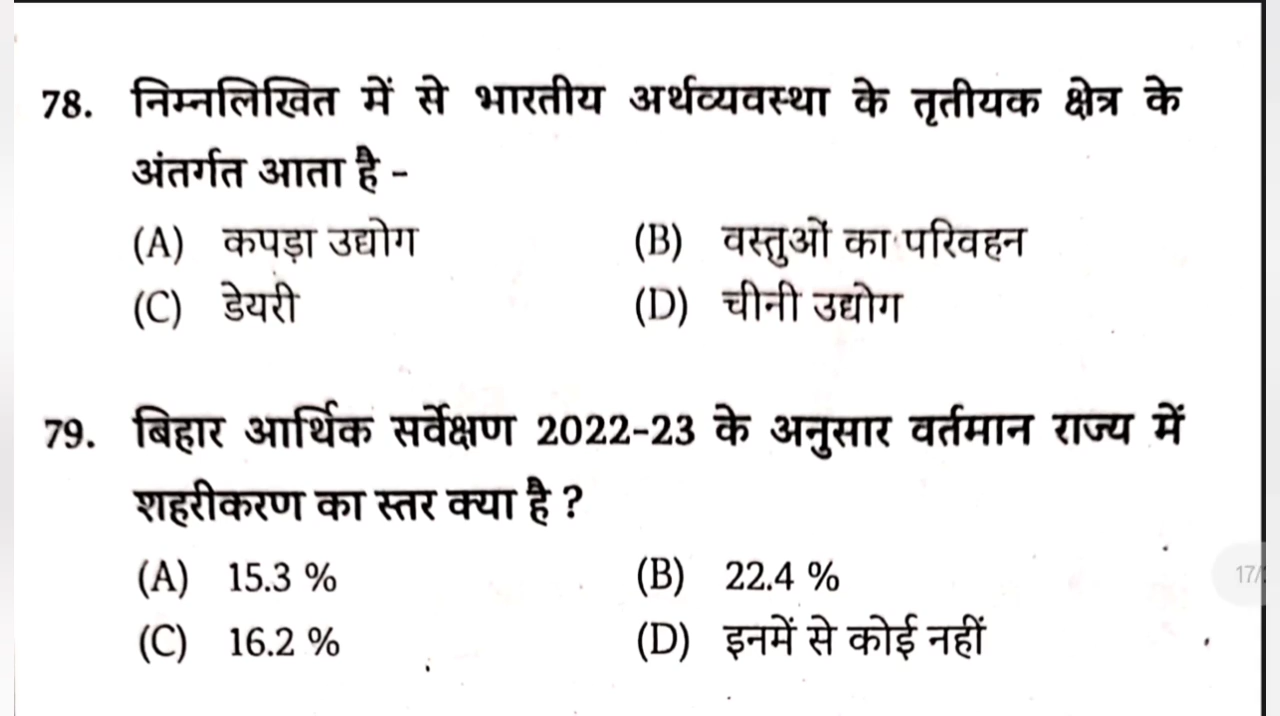 78. निम्नलिखित में से भारतीय अर्थव्यवस्था के तृतीयक क्षेत्र के
अंतर्गत आता है -
(A) कपड़ा उद्योग (B) वस्तुओं का परिवहन
(C) डेयरी (D) चीनी उद्योग
79. बिहार आर्थिक सर्वेक्षण 2022-23 के अनुसार वर्तमान राज्य में
शहरीकरण का स्तर क्या है ?
(A) 15.3 % (B) 22.4 %
17/
(C) 16.2 % (D) इनमें से कोई नहीं